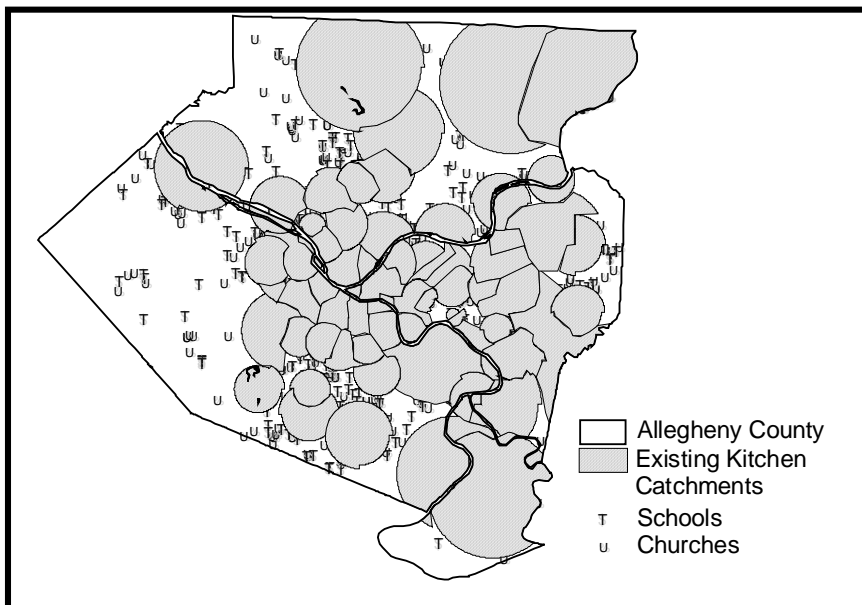 Allegheny County
Existing Kitchen
Catchments
T Schools
U Churches